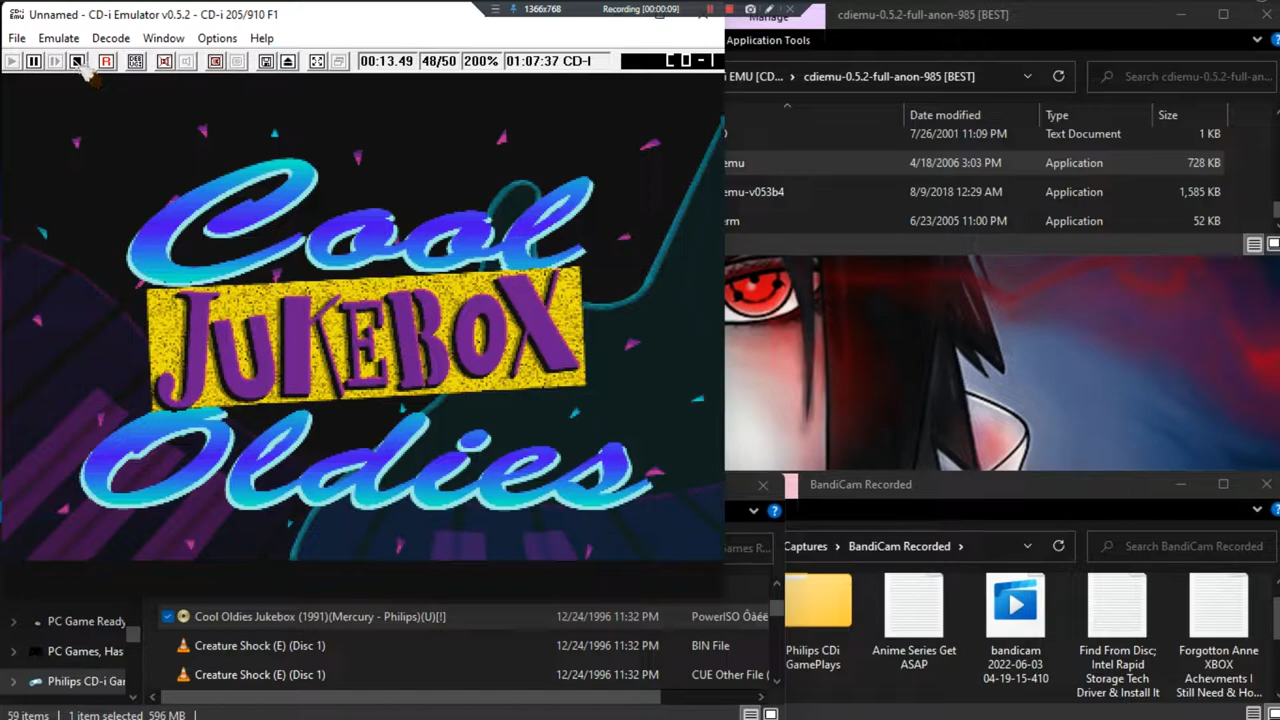 Unnamed - CD-i Emulator v0.5.2 - CD-i 205/910 F1
1366x768
Recording [00:00:09]
Manage
cdiemu-0.5.2-full-anon-985 [BEST]
File Emulate Decode Window Options Help
Application Tools
00:13.49 48/50 200% 01:07:37 CD-I
CD-I
EMU [CD... > cdiemu-0.5.2-full-anon-985 [BEST]
Search cdiemu-0.5.2-full-an...
Date modified Type Size
7/26/2001 11:09 PM Text Document 1 KB
emu 4/18/2006 3:03 PM Application 728 KB
emu-v053b4 8/9/2018 12:29 AM Application 1,585 KB
erm 6/23/2005 11:00 PM Application 52 KB
Cool
JUKEBOX
Oldies
BandiCam Recorded
Games R...
Captures > BandiCam Recorded >
Search BandiCam Recorded
PC Game Ready
PC Games, Has
Philips CD-i Gar
Cool Oldies Jukebox (1991)(Mercury - Philips)(U)[!] 12/24/1996 11:32 PM PowerISO Ôàéë
Creature Shock (E) (Disc 1) 12/24/1996 11:32 PM BIN File
Creature Shock (E) (Disc 1) 12/24/1996 11:32 PM CUE Other File (
Philips CDi GamePlays
Anime Series Get ASAP
bandicam 2022-06-03 04-19-15-410
Find From Disc; Intel Rapid Storage Tech Driver & Install It
Forgotton Anne XBOX Achevments I Still Need & Ho...
59 items 1 item selected 596 MB